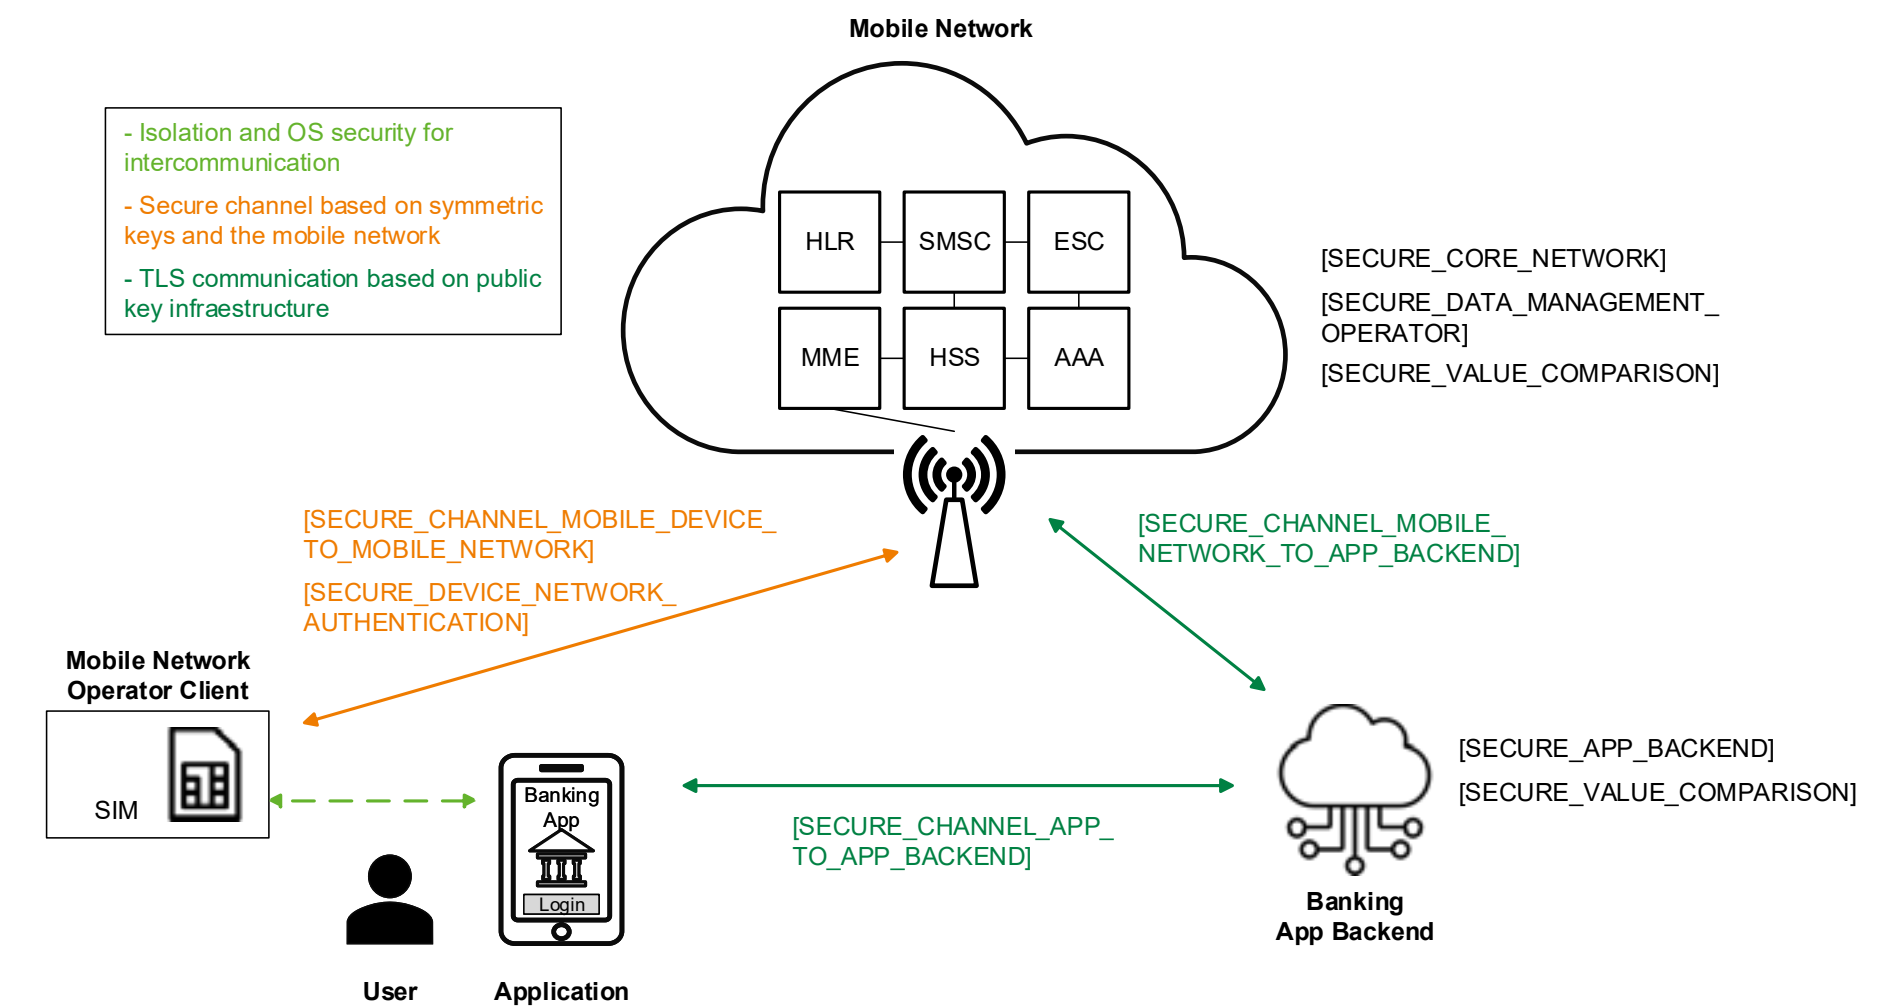 Mobile Network
- Isolation and OS security for
intercommunication
- Secure channel based on symmetric
keys and the mobile network
- TLS communication based on public
key infraestructure
HLR
SMSC
ESC
MME
HSS
AAA
[SECURE_CORE_NETWORK]
[SECURE_DATA_MANAGEMENT_
OPERATOR]
[SECURE_VALUE_COMPARISON]
[SECURE_CHANNEL_MOBILE_DEVICE_
TO_MOBILE_NETWORK]
[SECURE_DEVICE_NETWORK_
AUTHENTICATION]
[SECURE_CHANNEL_MOBILE_
NETWORK_TO_APP_BACKEND]
Mobile Network
Operator Client
SIM
Banking
App
Login
[SECURE_CHANNEL_APP_
TO_APP_BACKEND]
[SECURE_APP_BACKEND]
[SECURE_VALUE_COMPARISON]
Banking
App Backend
User
Application